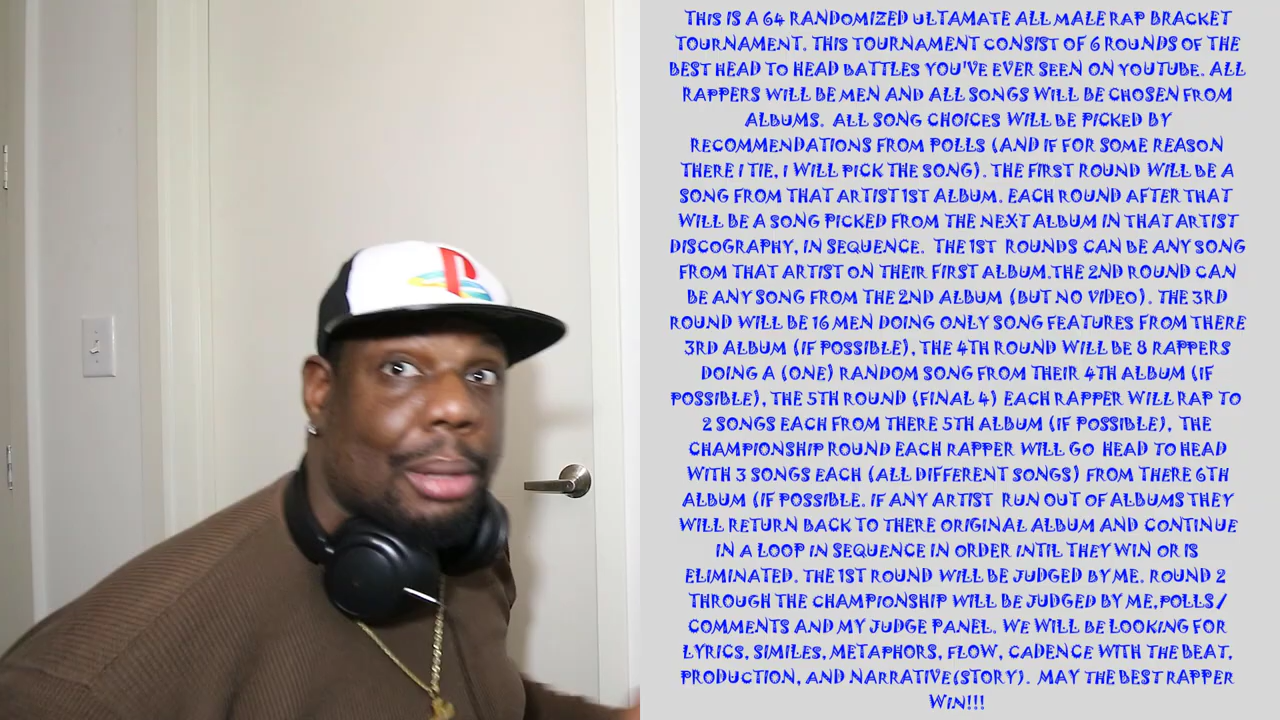 THIS IS A 64 RANDOMIZED ULTAMATE ALL MALE RAP BRACKET
TOURNAMENT. THIS TOURNAMENT CONSIST OF 6 ROUNDS OF THE
BEST HEAD TO HEAD BATTLES YOU'VE EVER SEEN ON YOUTUBE. ALL
RAPPERS WILL BE MEN AND ALL SONGS WILL BE CHOSEN FROM
ALBUMS. ALL SONG CHOICES WILL BE PICKED BY
RECOMMENDATIONS FROM POLLS (AND IF FOR SOME REASON
THERE I TIE, I WILL PICK THE SONG). THE FIRST ROUND WILL BE A
SONG FROM THAT ARTIST 1ST ALBUM. EACH ROUND AFTER THAT
WILL BE A SONG PICKED FROM THE NEXT ALBUM IN THAT ARTIST
DISCOGRAPHY, IN SEQUENCE. THE 1ST ROUNDS CAN BE ANY SONG
FROM THAT ARTIST ON THEIR FIRST ALBUM.THE 2ND ROUND CAN
BE ANY SONG FROM THE 2ND ALBUM (BUT NO VIDEO). THE 3RD
ROUND WILL BE 16 MEN DOING ONLY SONG FEATURES FROM THERE
3RD ALBUM (IF POSSIBLE), THE 4TH ROUND WILL BE 8 RAPPERS
DOING A (ONE) RANDOM SONG FROM THEIR 4TH ALBUM (IF
POSSIBLE), THE 5TH ROUND (FINAL 4) EACH RAPPER WILL RAP TO
2 SONGS EACH FROM THERE 5TH ALBUM (IF POSSIBLE), THE
CHAMPIONSHIP ROUND EACH RAPPER WILL GO HEAD TO HEAD
WITH 3 SONGS EACH (ALL DIFFERENT SONGS) FROM THERE 6TH
ALBUM (IF POSSIBLE. IF ANY ARTIST RUN OUT OF ALBUMS THEY
WILL RETURN BACK TO THERE ORIGINAL ALBUM AND CONTINUE
IN A LOOP IN SEQUENCE IN ORDER INTIL THEY WIN OR IS
ELIMINATED. THE 1ST ROUND WILL BE JUDGED BY ME. ROUND 2
THROUGH THE CHAMPIONSHIP WILL BE JUDGED BY ME,POLLS/
COMMENTS AND MY JUDGE PANEL. WE WILL BE LOOKING FOR
LYRICS, SIMILES, METAPHORS, FLOW, CADENCE WITH THE BEAT,
PRODUCTION, AND NARRATIVE(STORY). MAY THE BEST RAPPER
WIN!!!